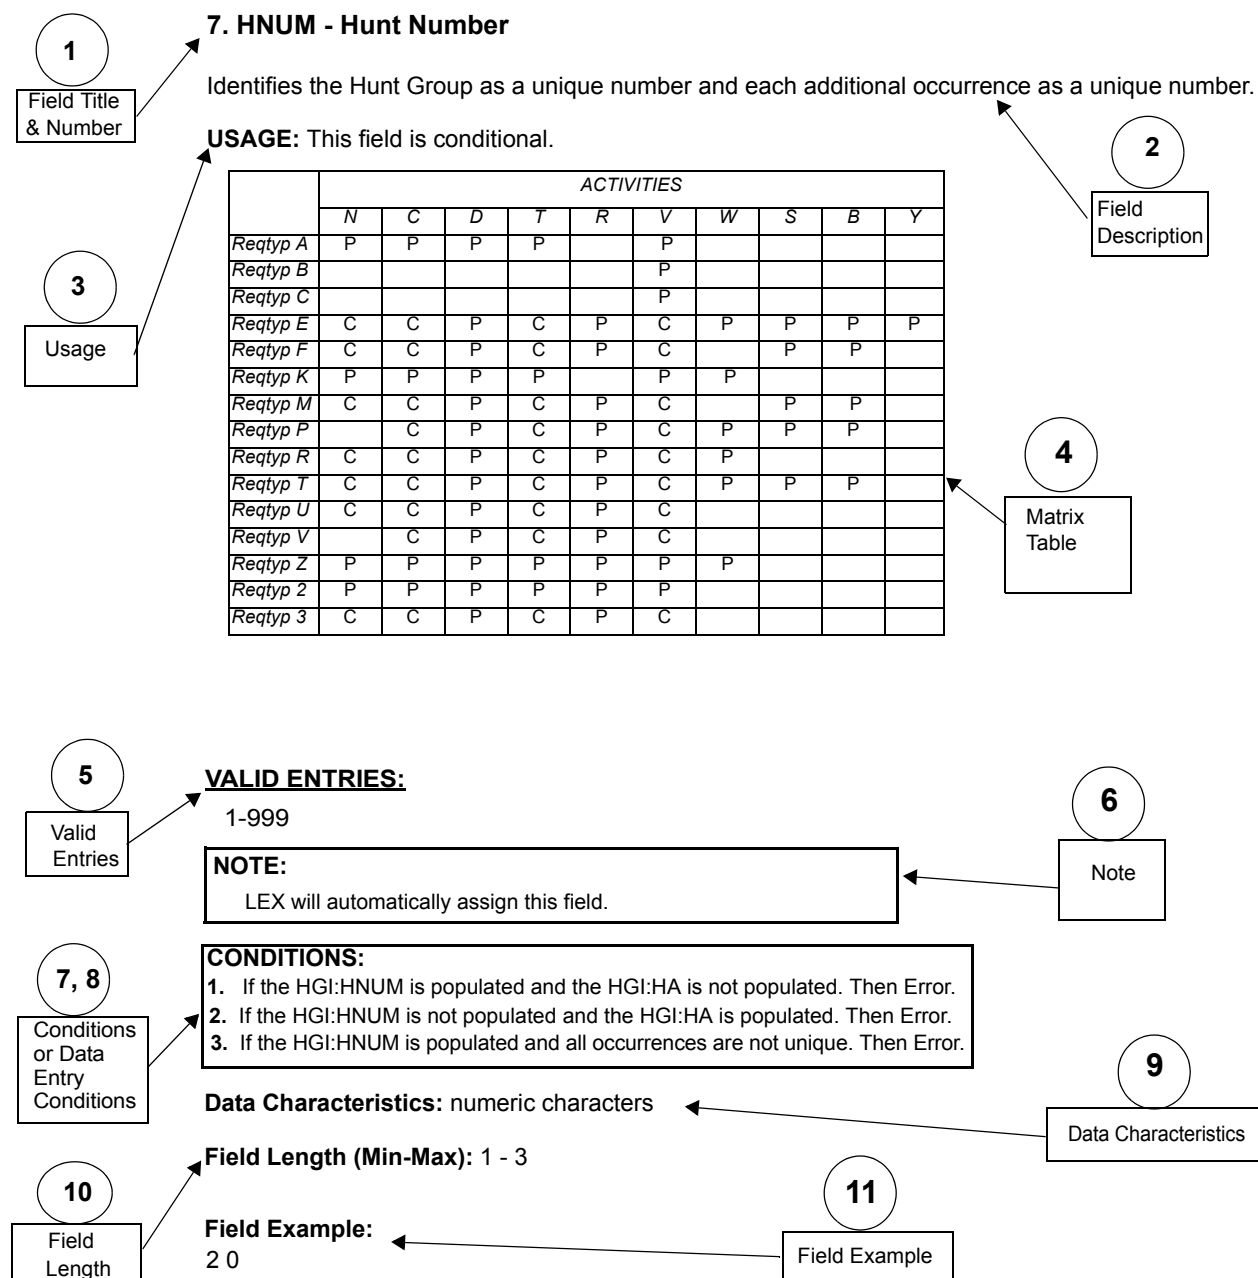 7. HNUM - Hunt Number
1
Field Title
& Number
Identifies the Hunt Group as a unique number and each additional occurrence as a unique number.
USAGE: This field is conditional.
2
Field
Description
3
Usage
ACTIVITIES
N C D T R V W S B Y
Reqtyp A P P P P P
Reqtyp B P
Reqtyp C P
Reqtyp E C C P C P C P P P P
Reqtyp F C C P C P C P P
Reqtyp K P P P P P P
Reqtyp M C C P C P C P P
Reqtyp P C P C P C P P P
Reqtyp R C C P C P C P
Reqtyp T C C P C P C P P P
Reqtyp U C C P C P C
Reqtyp V C P C P C
Reqtyp Z P P P P P P P
Reqtyp 2 P P P P P P
Reqtyp 3 C C P C P C
4
Matrix
Table
5
Valid
Entries
VALID ENTRIES:
1-999
6
Note
NOTE:
LEX will automatically assign this field.
7, 8
Conditions
or Data
Entry
Conditions
CONDITIONS:
1. If the HGI:HNUM is populated and the HGI:HA is not populated. Then Error.
2. If the HGI:HNUM is not populated and the HGI:HA is populated. Then Error.
3. If the HGI:HNUM is populated and all occurrences are not unique. Then Error.
9
Data Characteristics
Data Characteristics: numeric characters
Field Length (Min-Max): 1 - 3
10
Field
Length
11
Field Example
Field Example:
2 0